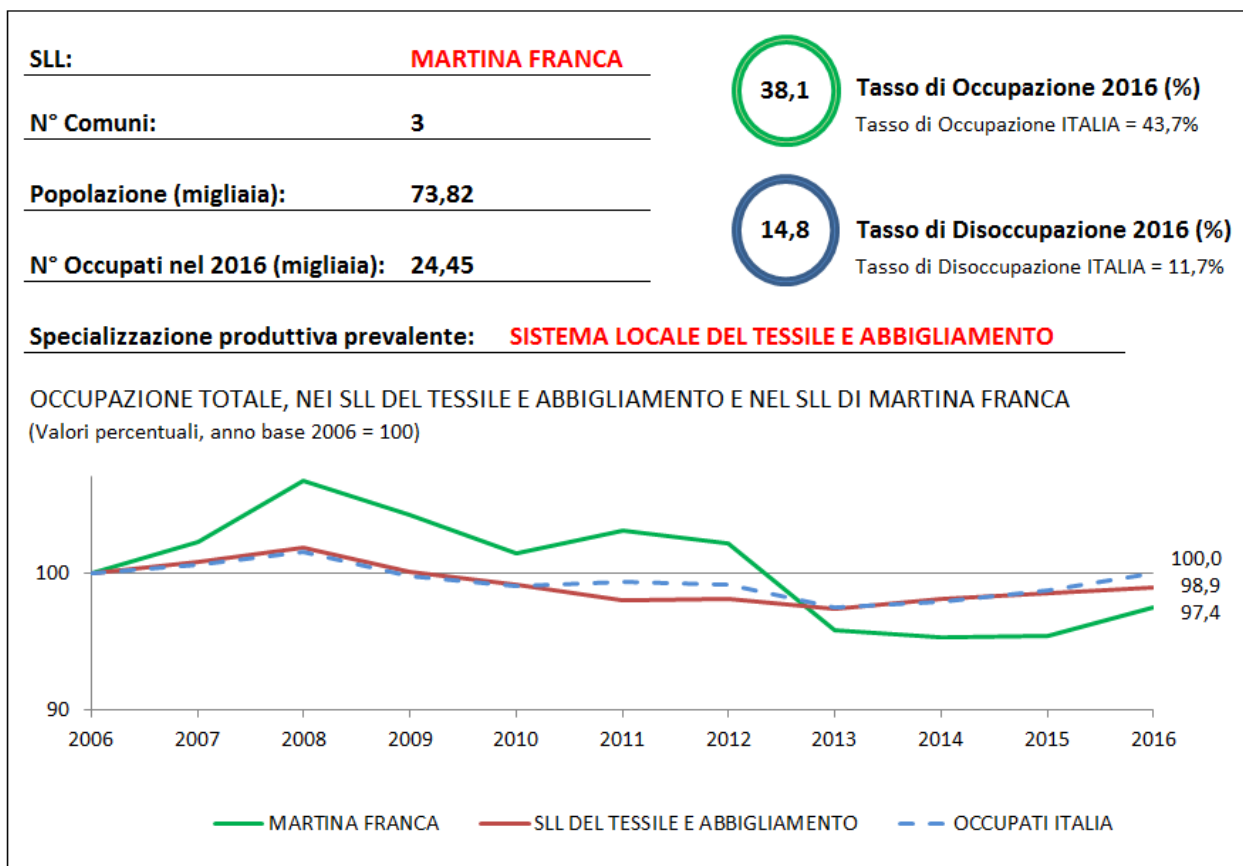 SLL: MARTINA FRANCA
N° Comuni: 3
Popolazione (migliaia): 73,82
N° Occupati nel 2016 (migliaia): 24,45
38,1 Tasso di Occupazione 2016 (%)
Tasso di Occupazione ITALIA = 43,7%
14,8 Tasso di Disoccupazione 2016 (%)
Tasso di Disoccupazione ITALIA = 11,7%
Specializzazione produttiva prevalente: SISTEMA LOCALE DEL TESSILE E ABBIGLIAMENTO
OCCUPAZIONE TOTALE, NEI SLL DEL TESSILE E ABBIGLIAMENTO E NEL SLL DI MARTINA FRANCA
(Valori percentuali, anno base 2006 = 100)
100
90
100,0
98,9
97,4
2006 2007 2008 2009 2010 2011 2012 2013 2014 2015 2016
MARTINA FRANCA SLL DEL TESSILE E ABBIGLIAMENTO OCCUPATI ITALIA